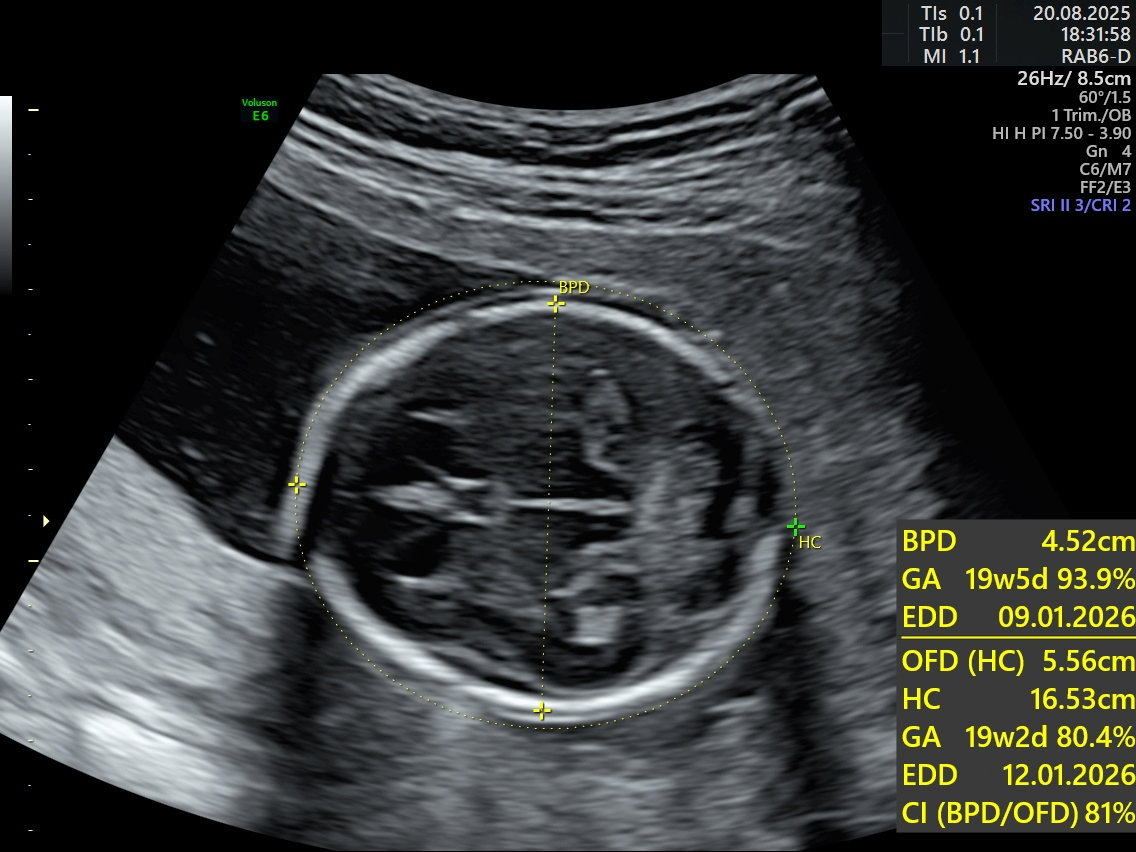 TIs 0.1 20.08.2025
TIb 0.1 18:31:58
MI 1.1 RAB6-D
26Hz/ 8.5cm
60°/1.5
1 Trim./OB
HI H PI 7.50 - 3.90
Gn 4
C6/M7
FF2/E3
SRI II 3/CRI 2
Voluson
E6
BPD
HC
BPD 4.52cm
GA 19w5d 93.9%
EDD 09.01.2026
OFD (HC) 5.56cm
HC 16.53cm
GA 19w2d 80.4%
EDD 12.01.2026
CI (BPD/OFD) 81%